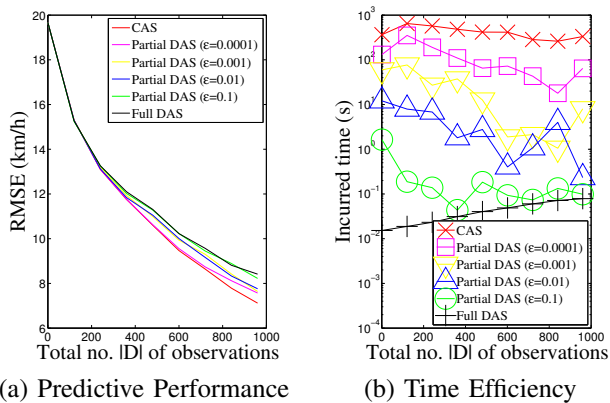 20
18
16
14
12
10
8
6
0 200 400 600 800 1000
RMSE (km/h)
Total no. |D| of observations
CAS
Partial DAS (ε=0.0001)
Partial DAS (ε=0.001)
Partial DAS (ε=0.01)
Partial DAS (ε=0.1)
Full DAS
(a) Predictive Performance
10³
10²
10¹
10⁰
10⁻¹
10⁻²
10⁻³
10⁻⁴
0 200 400 600 800 1000
Incurred time (s)
Total no. |D| of observations
CAS
Partial DAS (ε=0.0001)
Partial DAS (ε=0.001)
Partial DAS (ε=0.01)
Partial DAS (ε=0.1)
Full DAS
(b) Time Efficiency